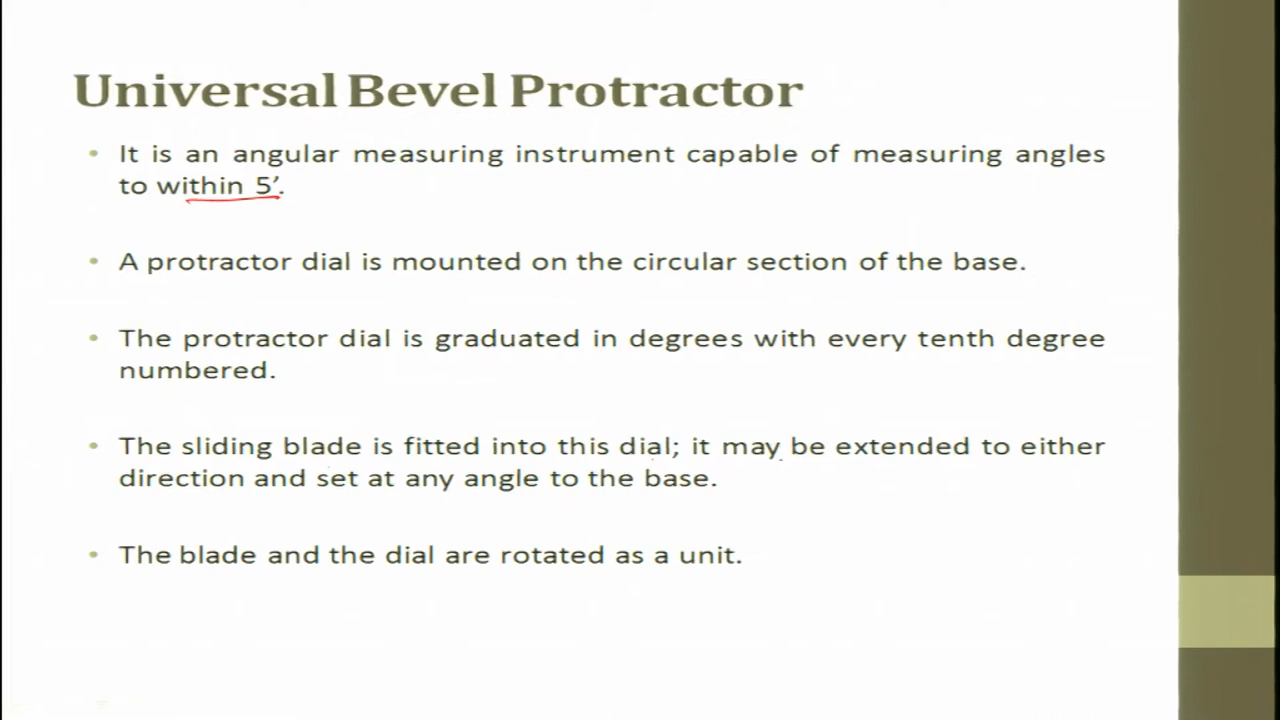 Universal Bevel Protractor
• It is an angular measuring instrument capable of measuring angles
to within 5′.
• A protractor dial is mounted on the circular section of the base.
• The protractor dial is graduated in degrees with every tenth degree
numbered.
• The sliding blade is fitted into this dial; it may be extended to either
direction and set at any angle to the base.
• The blade and the dial are rotated as a unit.